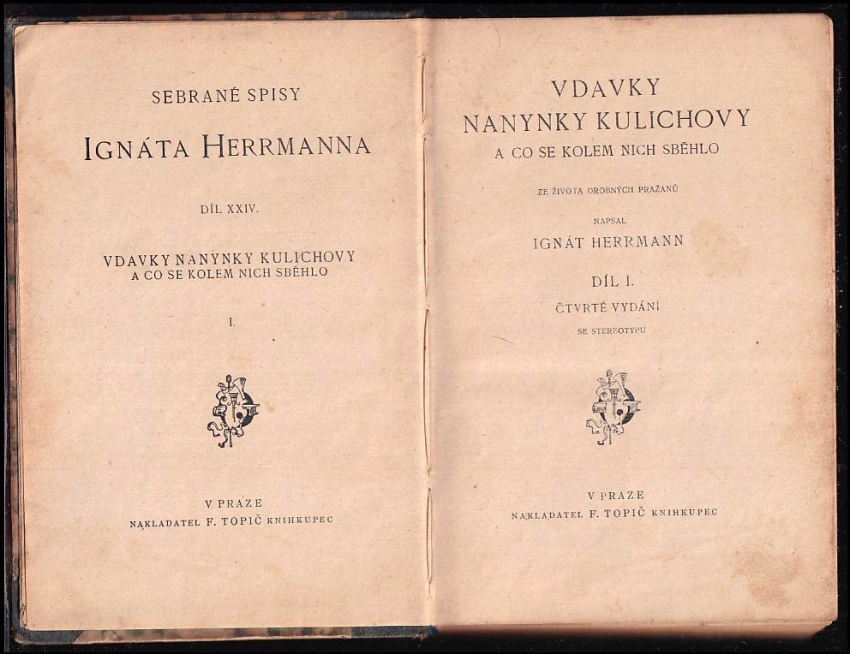 SEBRANÉ SPISY
IGNÁTA HERRMANNA
DÍL XXIV.
VDAVKY NANYNKY KULICHOVY
A CO SE KOLEM NICH SBĚHLO
I.
V PRAZE
NAKLADATEL F. TOPIČ KNIHKUPEC
VDAVKY
NANYNKY KULICHOVY
A CO SE KOLEM NICH SBĚHLO
ZE ŽIVOTA DROBNÝCH PRAŽANŮ
NAPSAL
IGNÁT HERRMANN
DÍL I.
ČTVRTÉ VYDÁNÍ
SE STEREOTYPU
V PRAZE
NAKLADATEL F. TOPIČ KNIHKUPEC